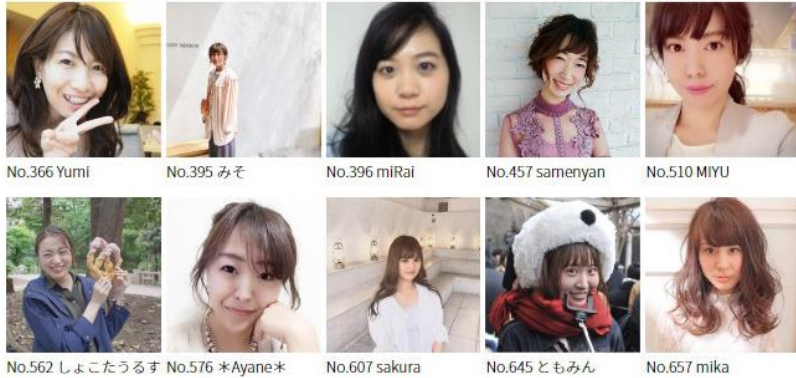 No.366 Yumi
No.395 みそ
No.396 miRai
No.457 samenyan
No.510 MIYU
No.562 しょこたうるす
No.576 ＊Ayane＊
No.607 sakura
No.645 ともみん
No.657 mika